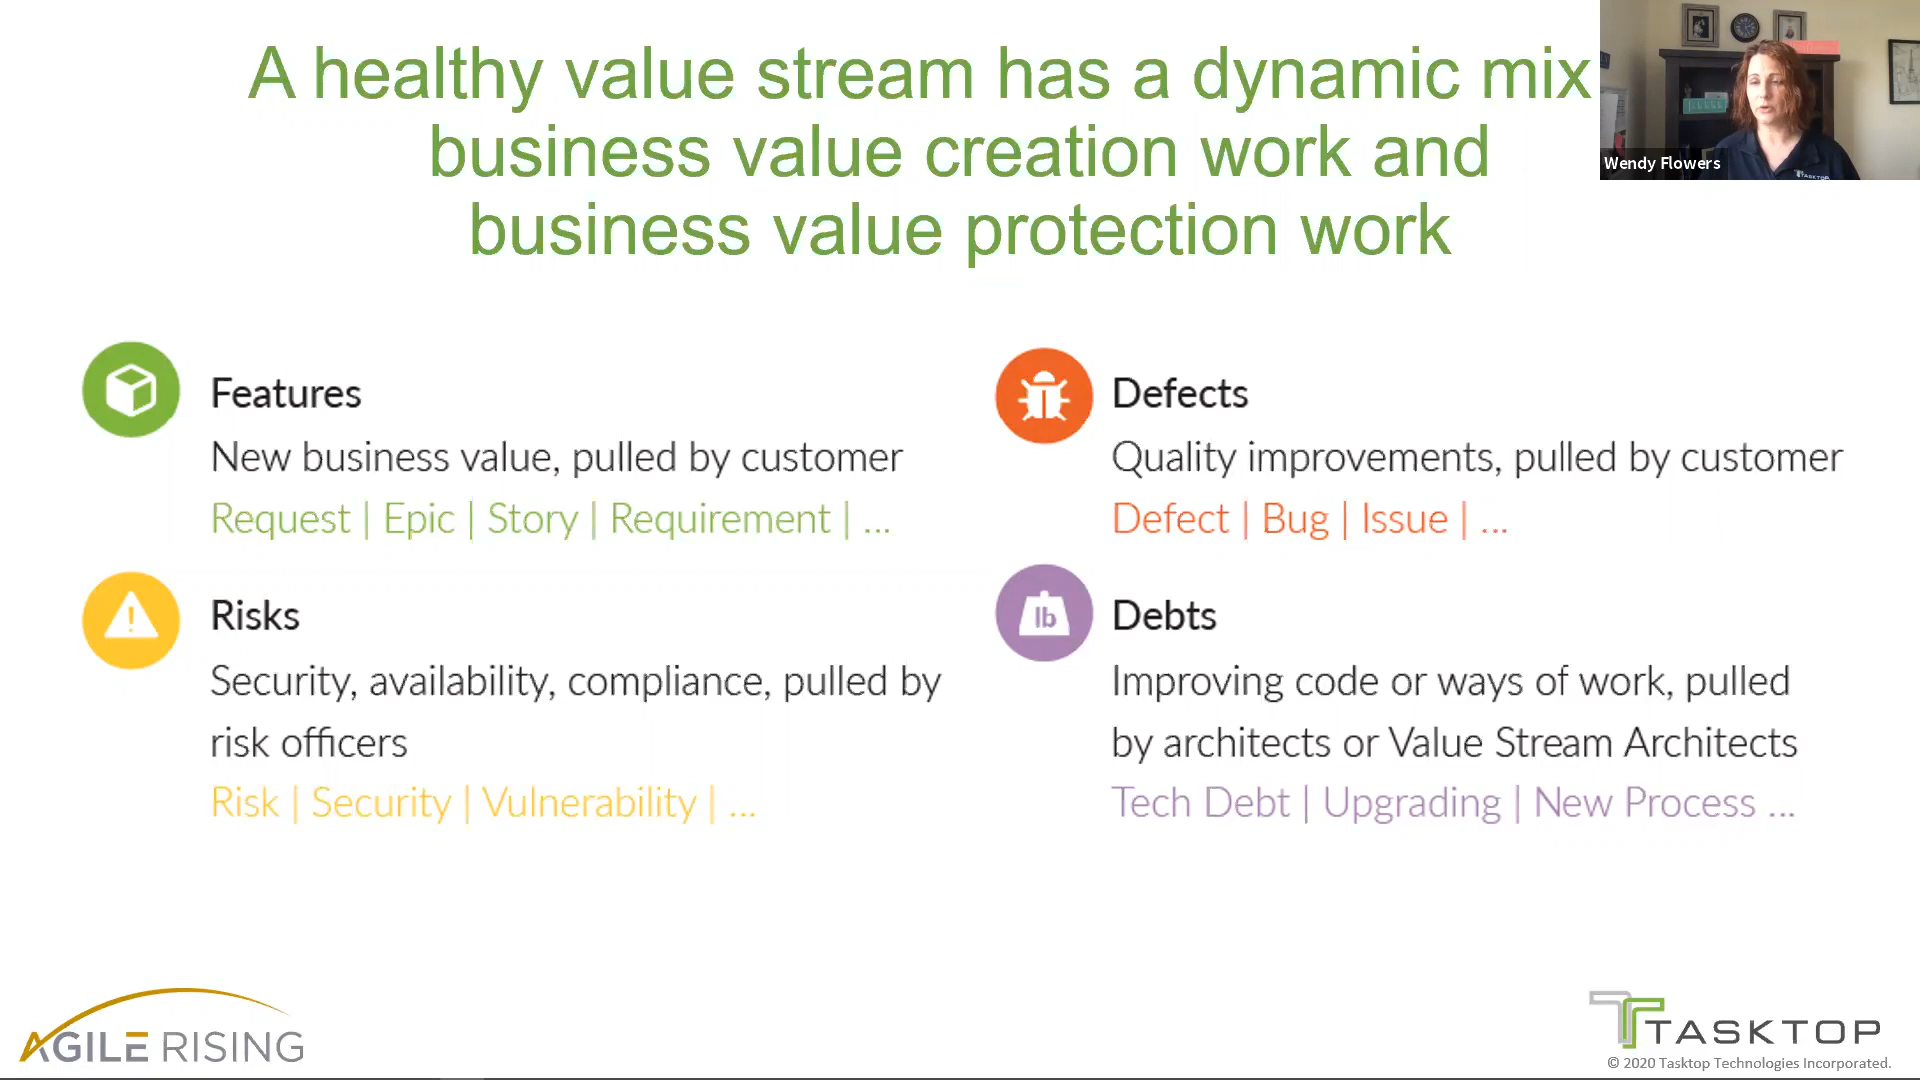 A healthy value stream has a dynamic mix
business value creation work and
business value protection work
Wendy Flowers
TASKTOP
Features
New business value, pulled by customer
Request | Epic | Story | Requirement | ...
Defects
Quality improvements, pulled by customer
Defect | Bug | Issue | ...
Risks
Security, availability, compliance, pulled by
risk officers
Risk | Security | Vulnerability | ...
lb
Debts
Improving code or ways of work, pulled
by architects or Value Stream Architects
Tech Debt | Upgrading | New Process ...
AGILE RISING
TASKTOP
© 2020 Tasktop Technologies Incorporated.